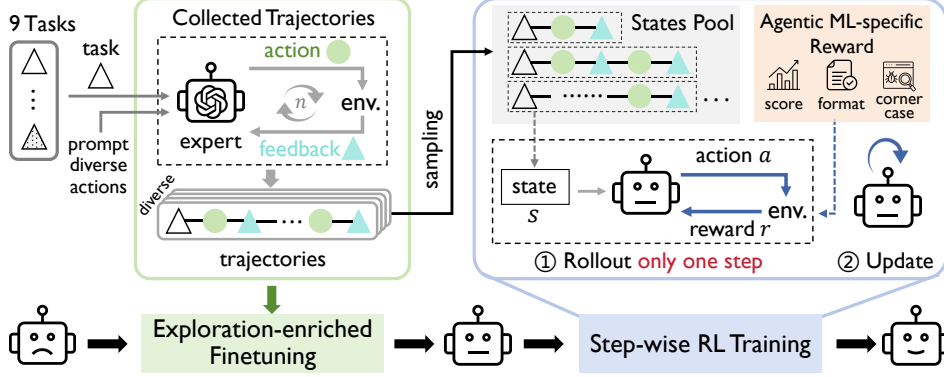 9 Tasks
task
prompt
diverse
actions
Collected Trajectories
action
n
env.
expert
feedback
diverse
trajectories
sampling
States Pool
Agentic ML-specific
Reward
score
format
corner
case
state
s
action a
env.
reward r
① Rollout only one step
② Update
Exploration-enriched
Finetuning
Step-wise RL Training